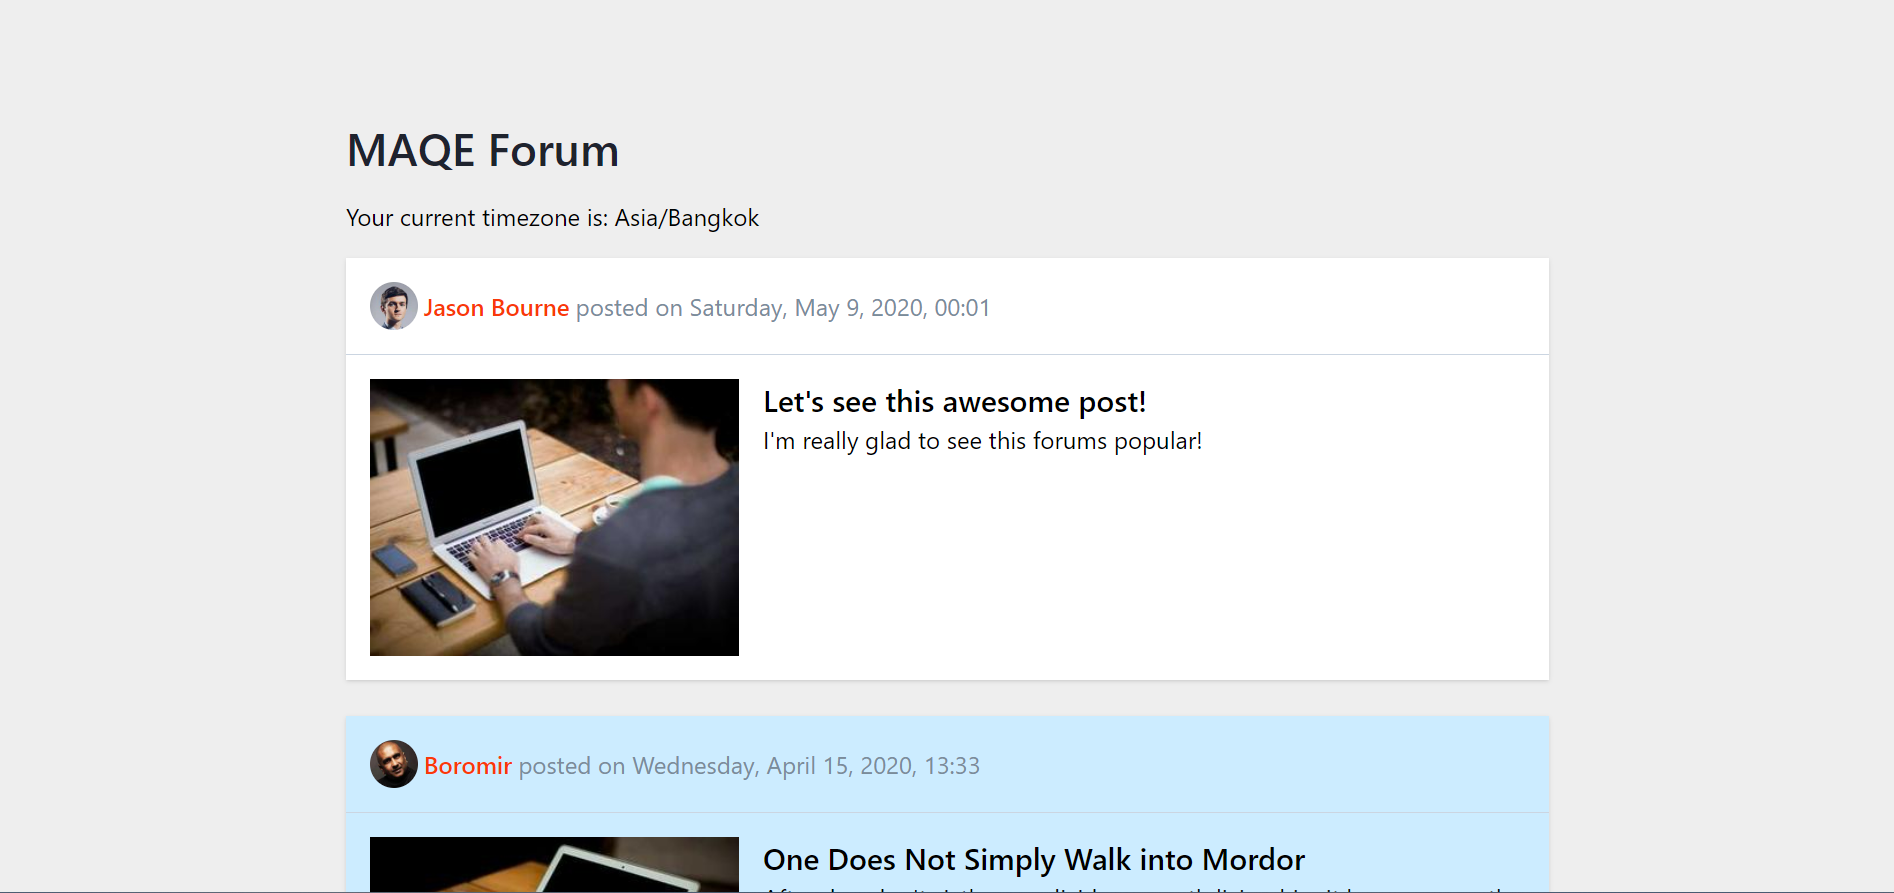 MAQE Forum
Your current timezone is: Asia/Bangkok
Jason Bourne posted on Saturday, May 9, 2020, 00:01
Let's see this awesome post!
I'm really glad to see this forums popular!
Boromir posted on Wednesday, April 15, 2020, 13:33
One Does Not Simply Walk into Mordor